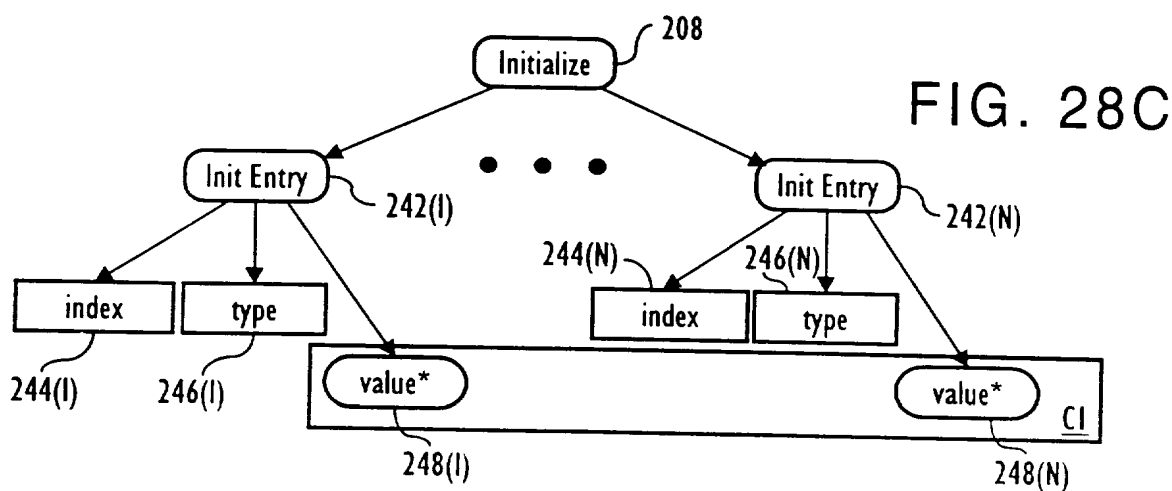 208
Initialize
FIG. 28C
Init Entry
242(I)
Init Entry
242(N)
244(N)
246(N)
index
type
index
type
244(I)
246(I)
value*
value*
CI
248(I)
248(N)